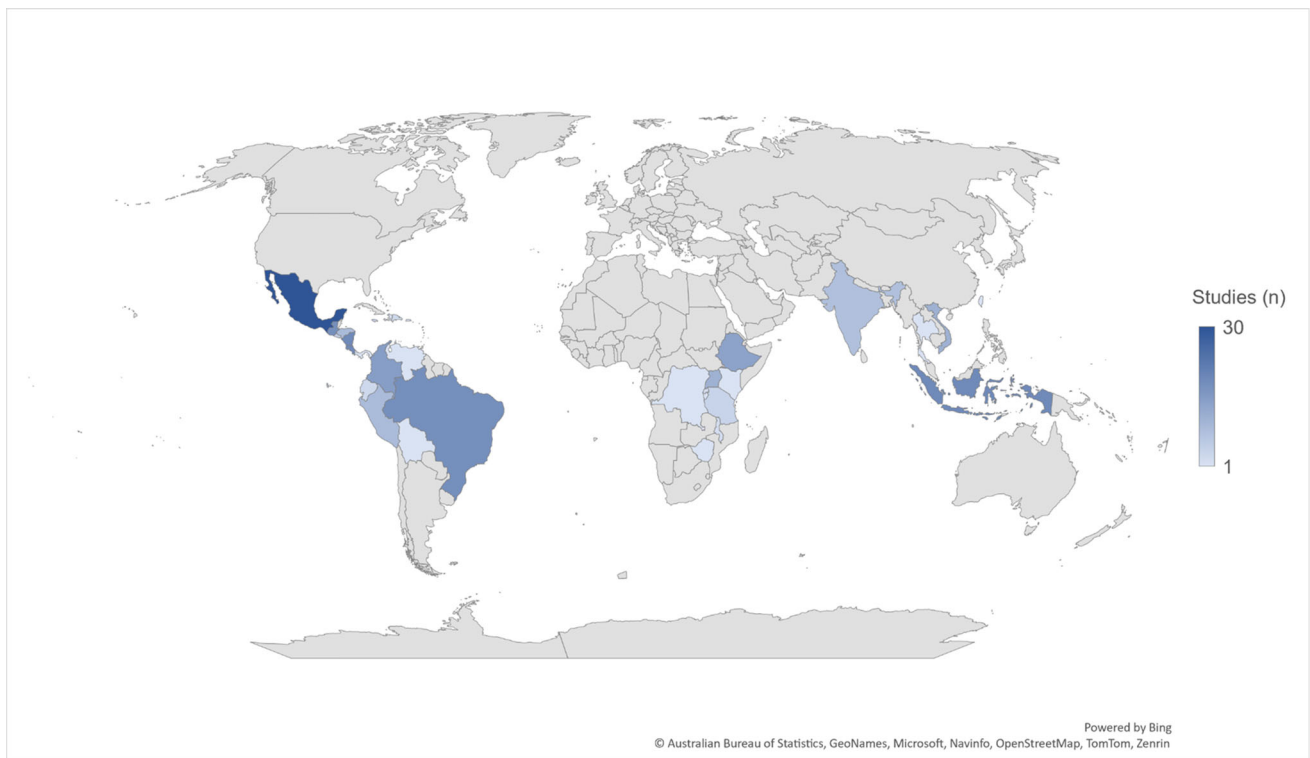 Studies (n)
30
1
Powered by Bing
© Australian Bureau of Statistics, GeoNames, Microsoft, Navinfo, OpenStreetMap, TomTom, Zenrin